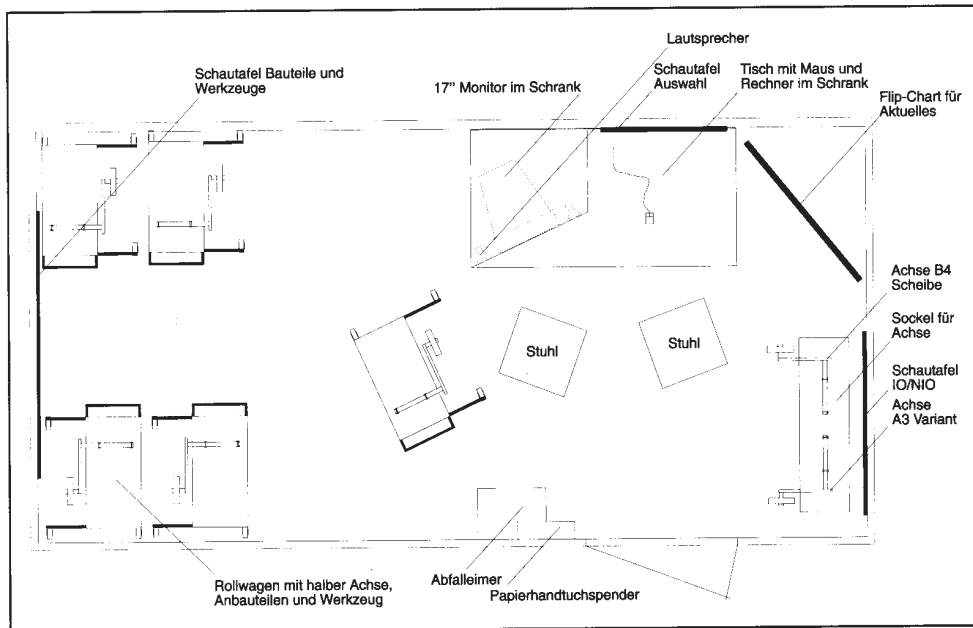 Lautsprecher
Schautafel Bauteile und
Werkzeuge
17" Monitor im Schrank
Schautafel
Auswahl
Tisch mit Maus und
Rechner im Schrank
Flip-Chart für
Aktuelles
Achse B4
Scheibe
Sockel für
Achse
Stuhl
Stuhl
Schautafel
IO/NIO
Achse
A3 Variant
Rollwagen mit halber Achse,
Anbauteilen und Werkzeug
Abfalleimer
Papierhandtuchspender